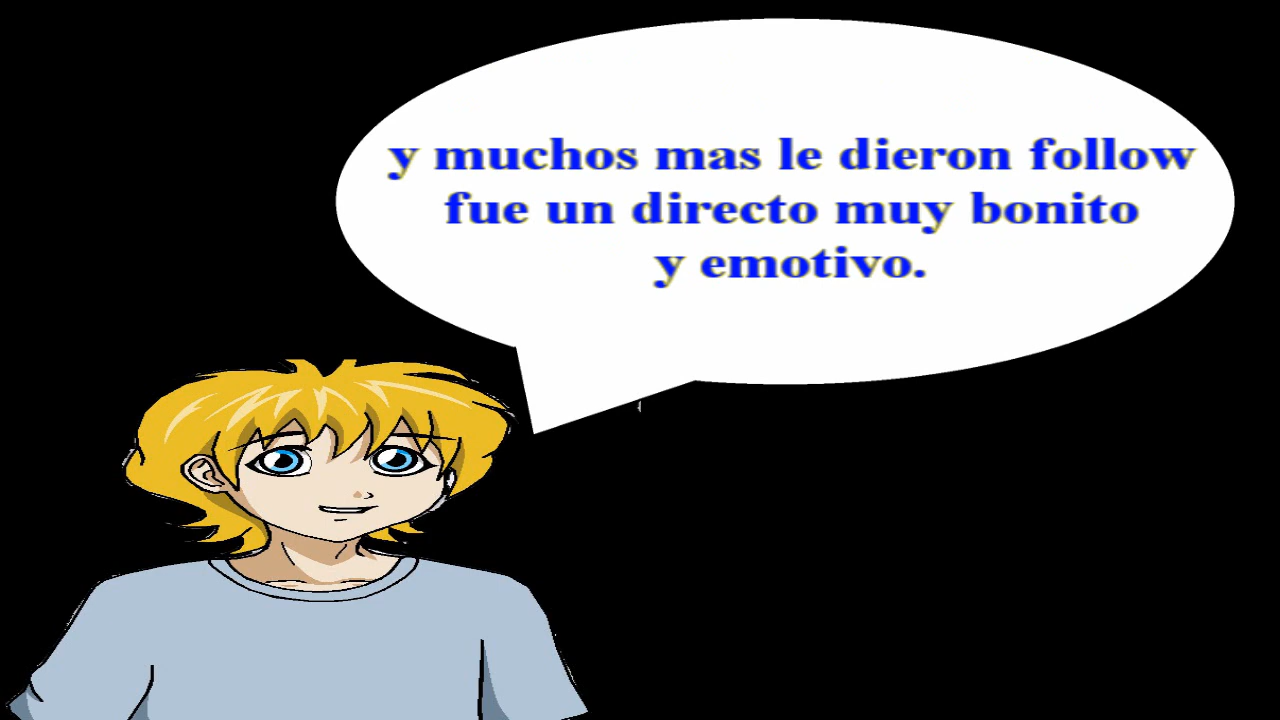 y muchos mas le dieron follow
fue un directo muy bonito
y emotivo.